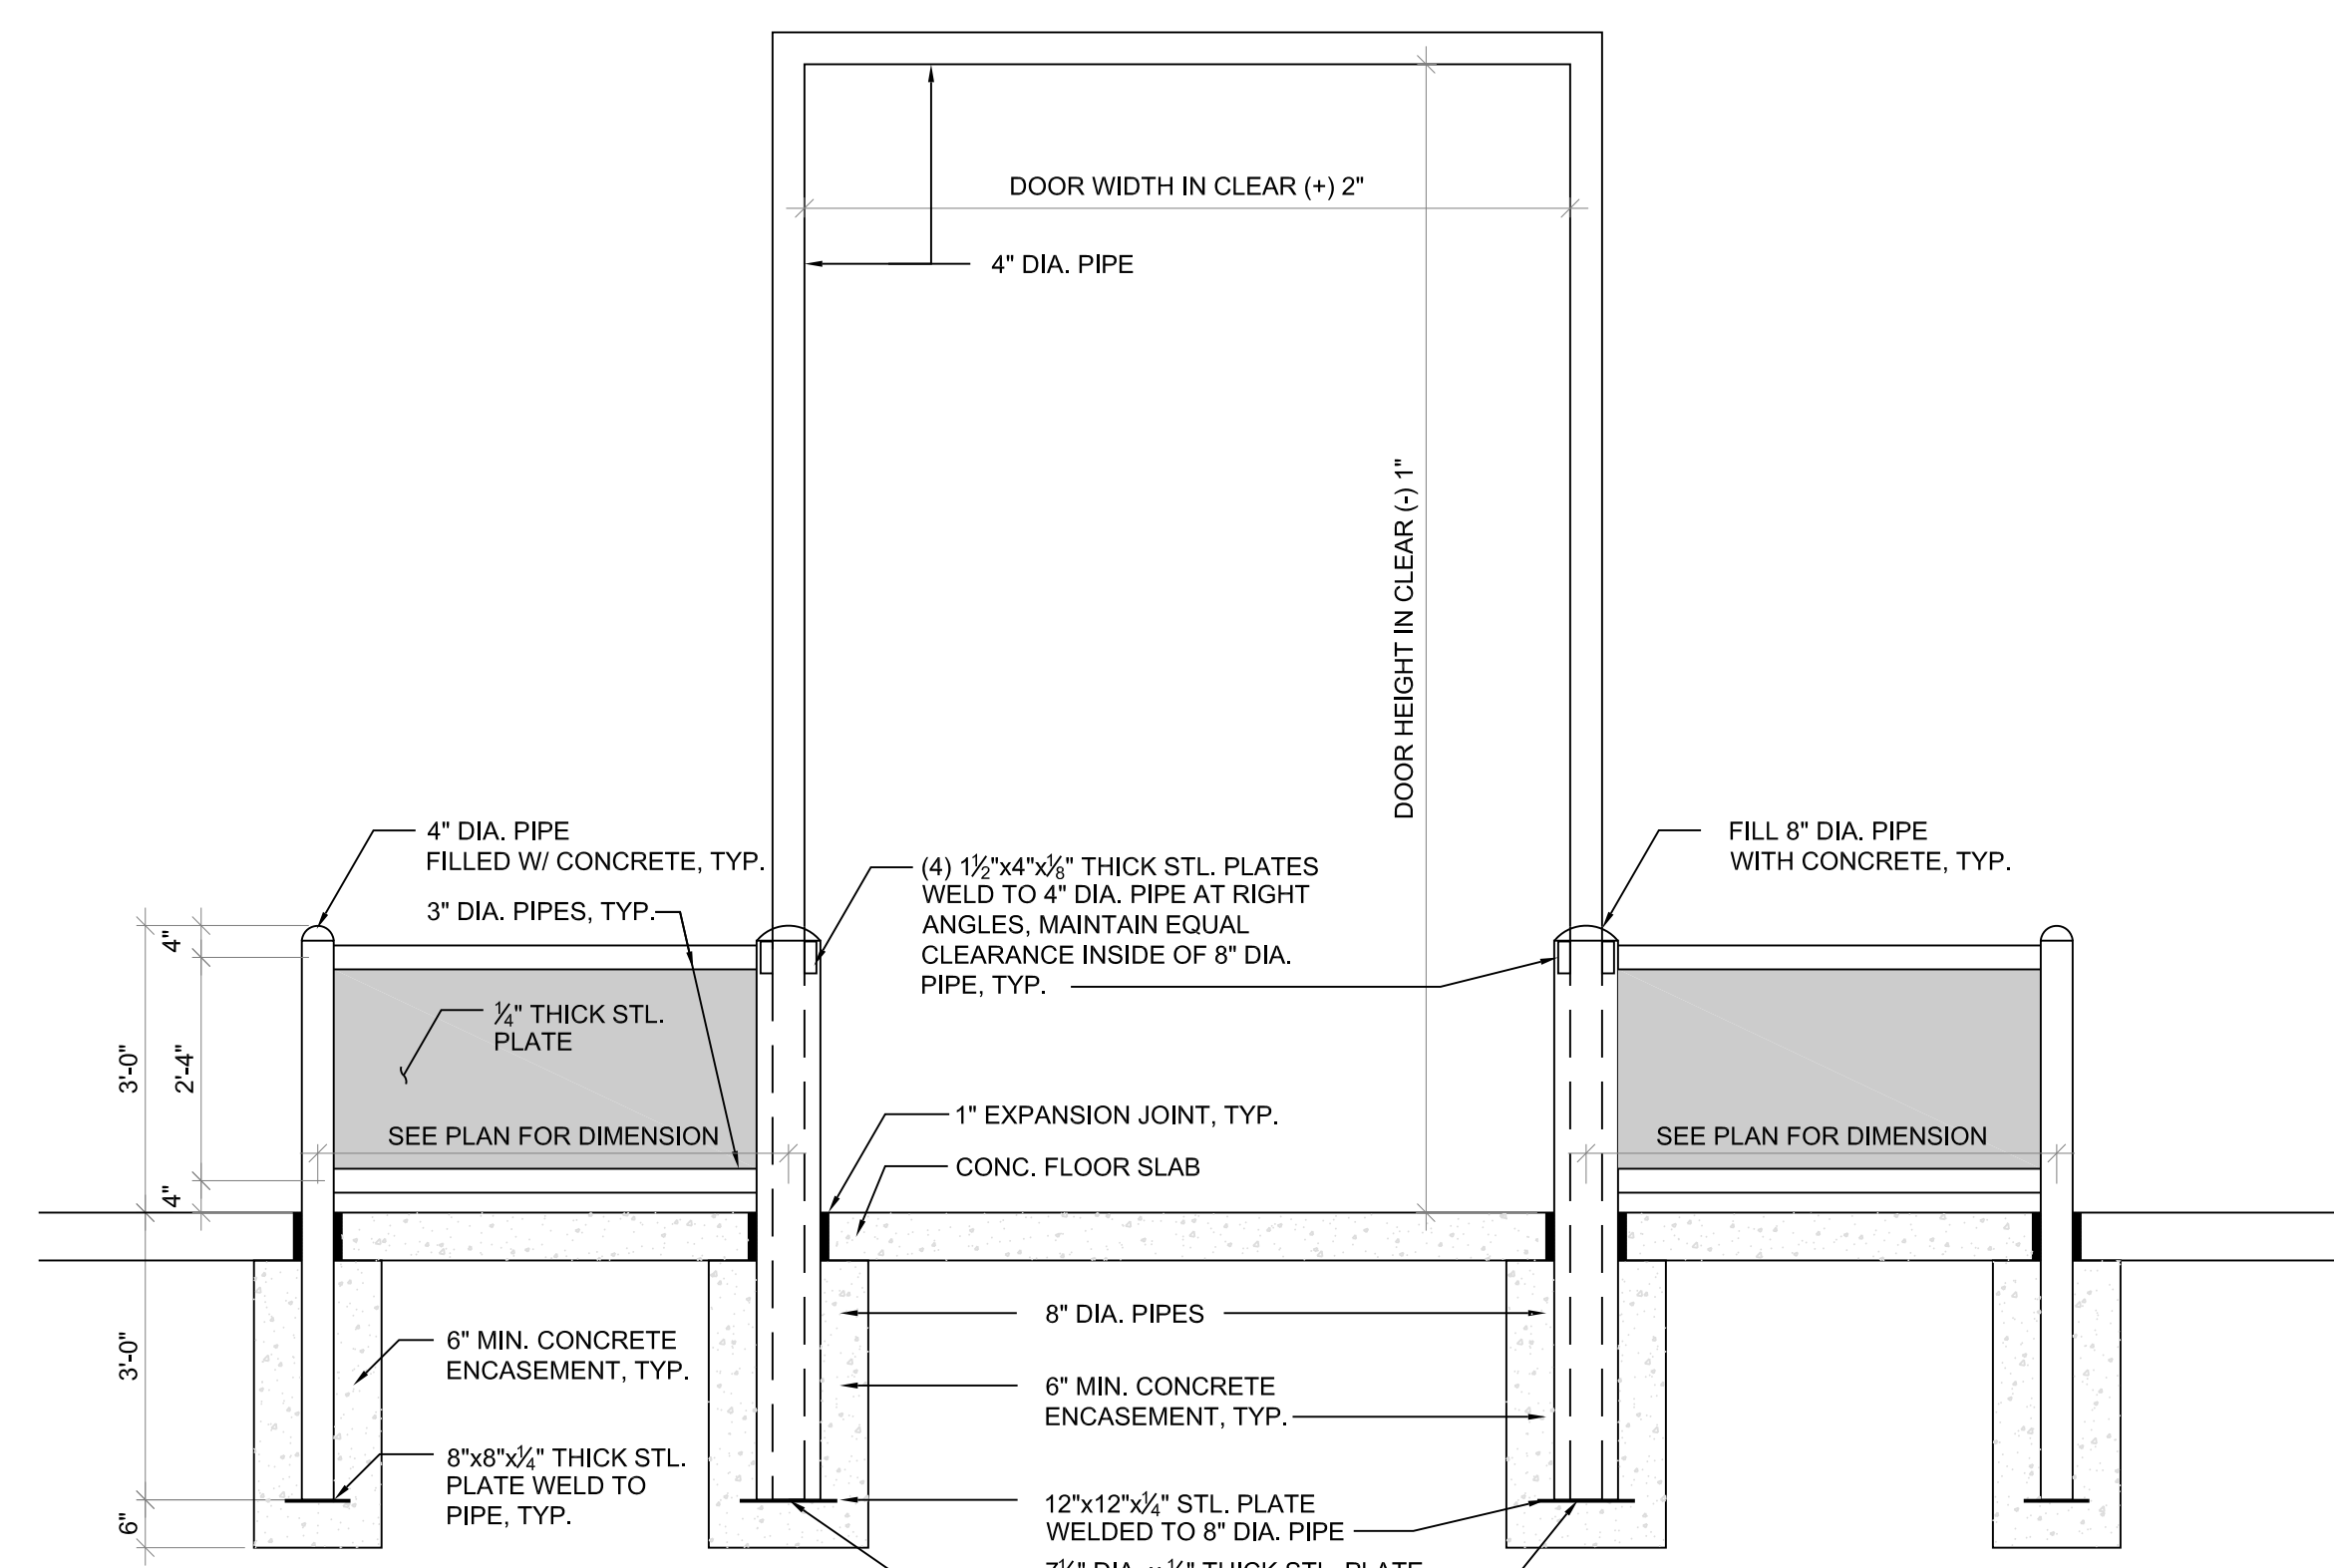 DOOR WIDTH IN CLEAR (+) 2"
4" DIA. PIPE
DOOR HEIGHT IN CLEAR (-) 1"
4" DIA. PIPE
FILLED W/ CONCRETE, TYP.
3" DIA. PIPES, TYP.
(4) 1½"x4"x⅛" THICK STL. PLATES
WELD TO 4" DIA. PIPE AT RIGHT
ANGLES, MAINTAIN EQUAL
CLEARANCE INSIDE OF 8" DIA.
PIPE, TYP.
FILL 8" DIA. PIPE
WITH CONCRETE, TYP.
4"
3'-0"
2'-4"
4"
¼" THICK STL.
PLATE
SEE PLAN FOR DIMENSION
1" EXPANSION JOINT, TYP.
CONC. FLOOR SLAB
SEE PLAN FOR DIMENSION
3'-0"
6"
6" MIN. CONCRETE
ENCASEMENT, TYP.
8"x8"x¼" THICK STL.
PLATE WELD TO
PIPE, TYP.
8" DIA. PIPES
6" MIN. CONCRETE
ENCASEMENT, TYP.
12"x12"x¼" STL. PLATE
WELDED TO 8" DIA. PIPE
DIA. x THICK STL. PLATE